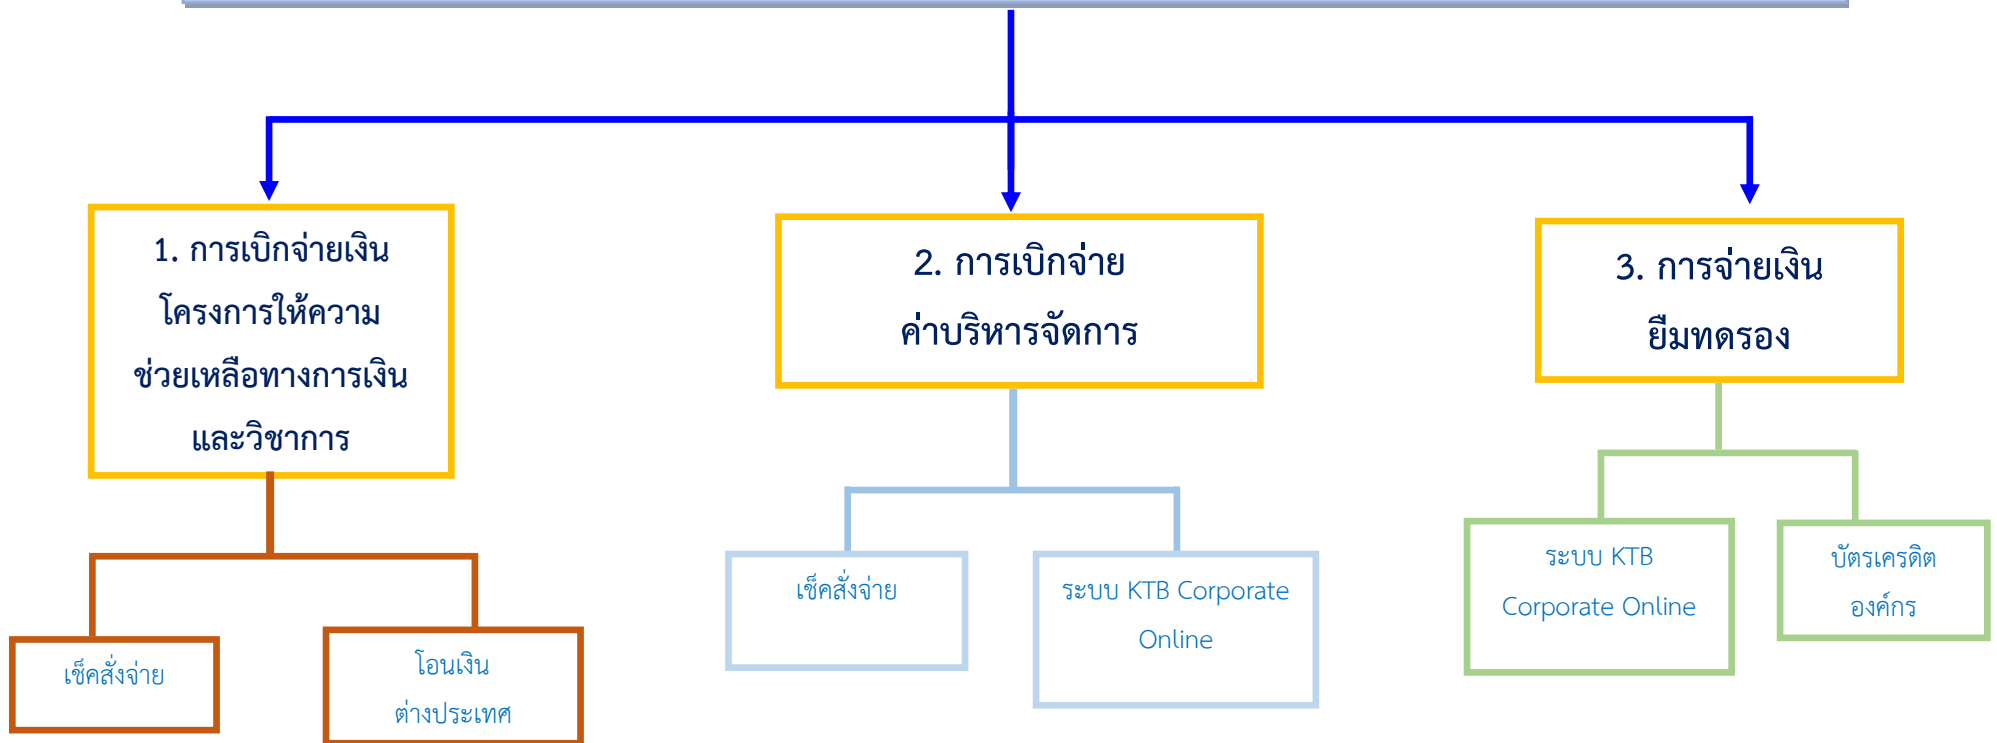 1. การเบิกจ่ายเงิน
โครงการให้ความ
ช่วยเหลือทางการเงิน
และวิชาการ
2. การเบิกจ่าย
ค่าบริหารจัดการ
3. การจ่ายเงิน
ยืมทดรอง
เช็คสั่งจ่าย
โอนเงิน
ต่างประเทศ
เช็คสั่งจ่าย
ระบบ KTB Corporate
Online
ระบบ KTB
Corporate Online
บัตรเครดิต
องค์กร